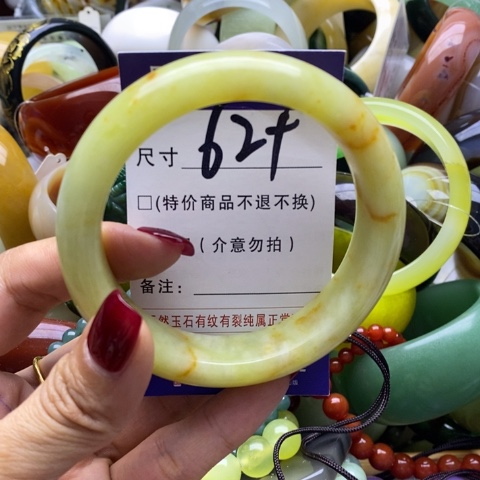 尺寸 62+
□(特价商品不退不换)
(介意勿拍)
备注:
然玉石有纹有裂纯属正常